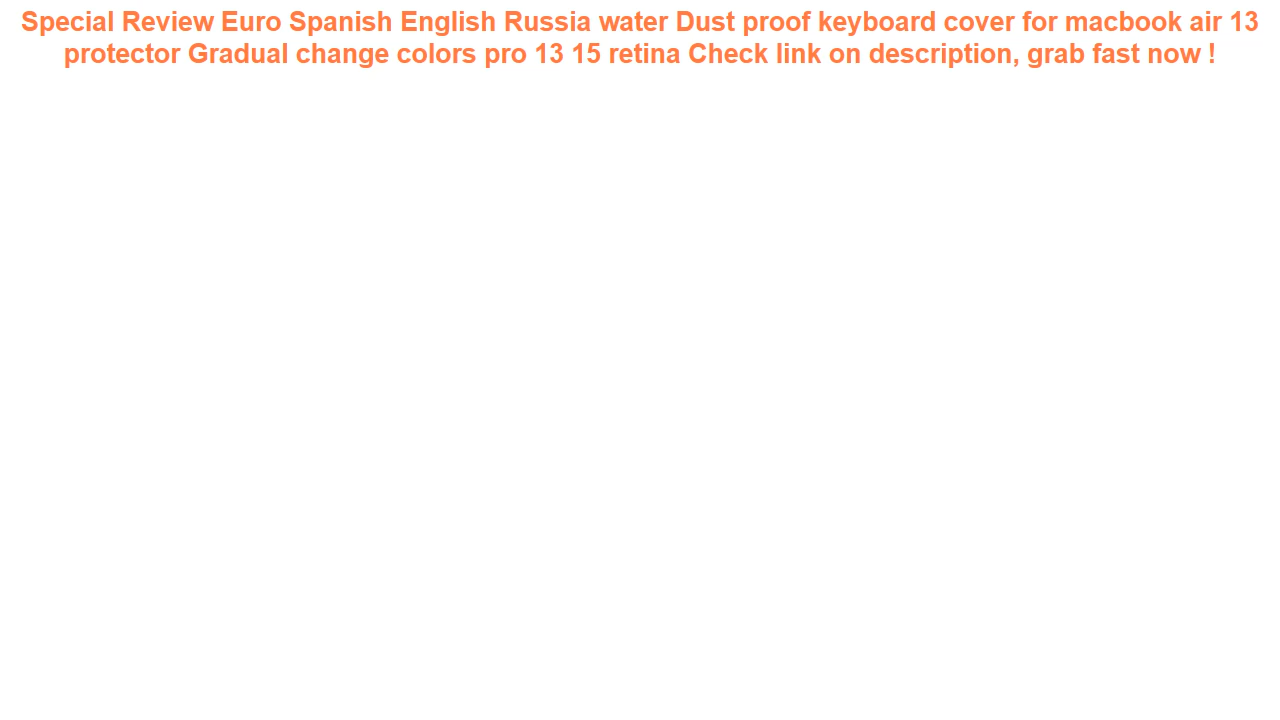 Special Review Euro Spanish English Russia water Dust proof keyboard cover for macbook air 13
protector Gradual change colors pro 13 15 retina Check link on description, grab fast now !